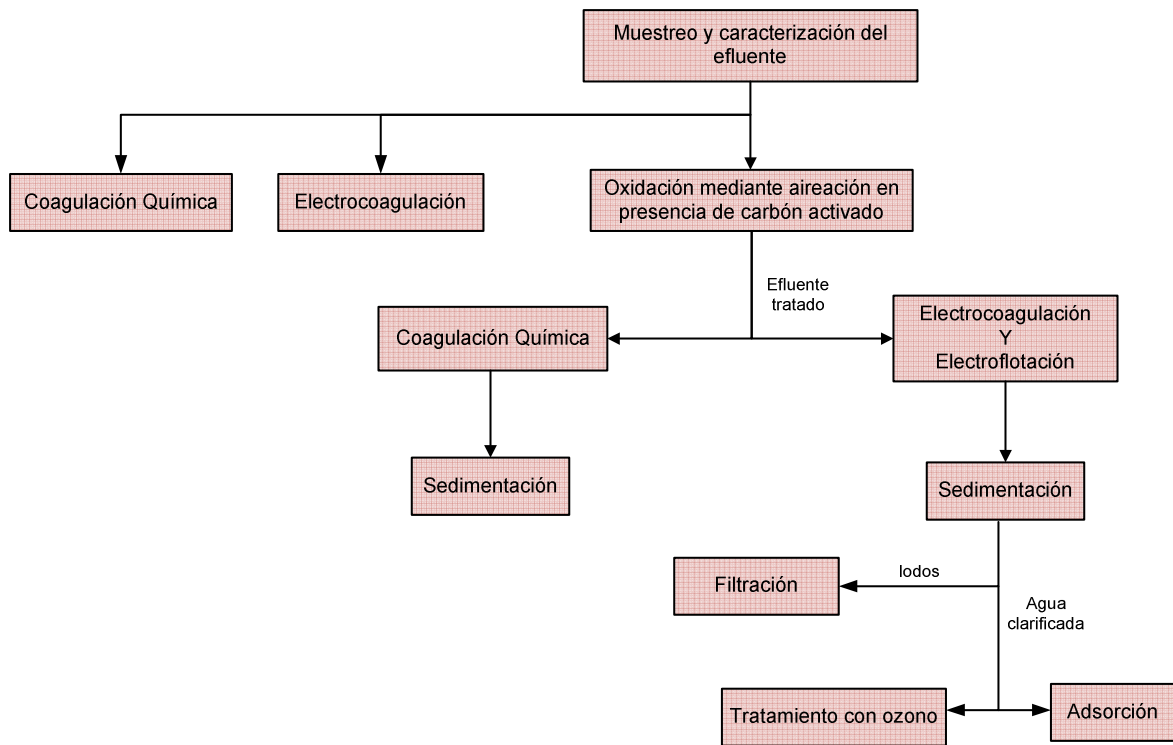 Muestreo y caracterización del
efluente
Coagulación Química
Electrocoagulación
Oxidación mediante aireación en
presencia de carbón activado
Efluente
tratado
Coagulación Química
Electrocoagulación
Y
Electroflotación
Sedimentación
Sedimentación
Filtración
lodos
Agua
clarificada
Tratamiento con ozono
Adsorción